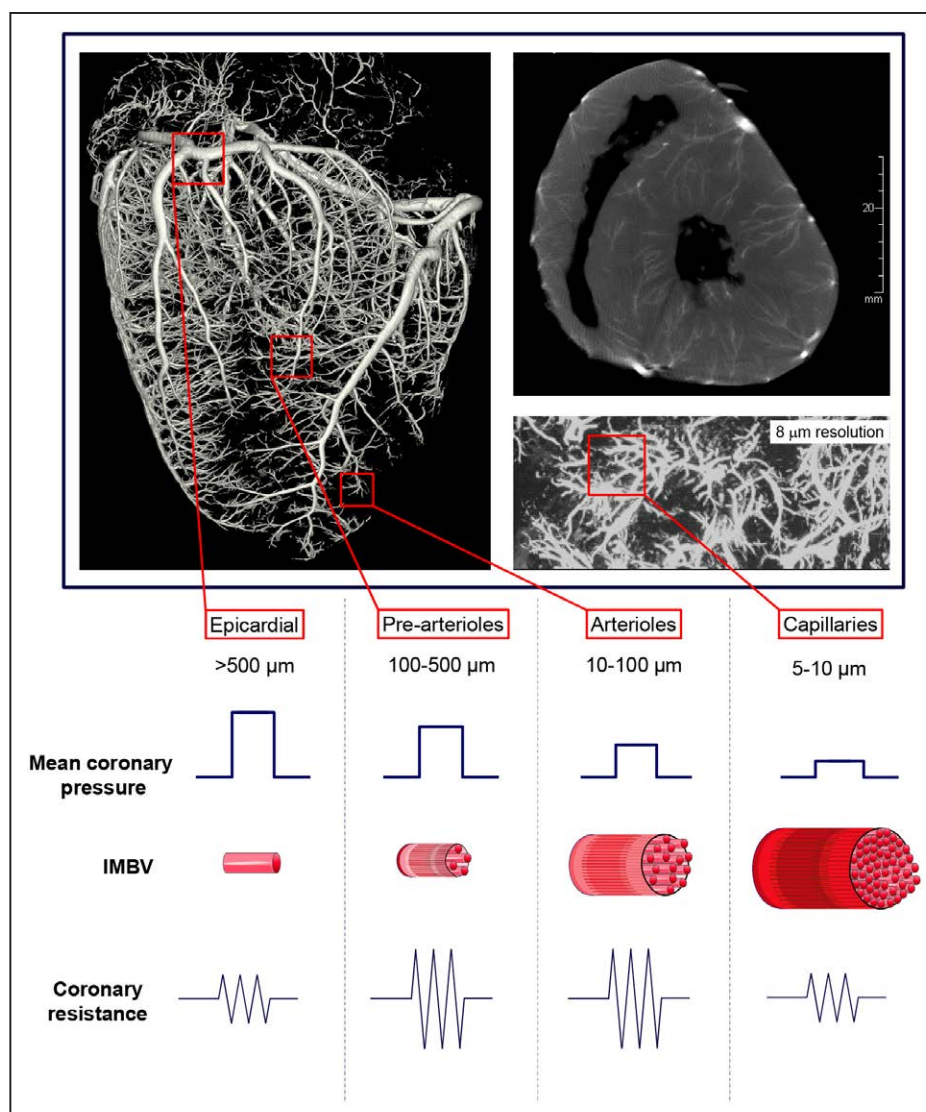 20
mm
8 µm resolution
Epicardial
Pre-arterioles
Arterioles
Capillaries
>500 µm
100-500 µm
10-100 µm
5-10 µm
Mean coronary
pressure
IMBV
Coronary
resistance